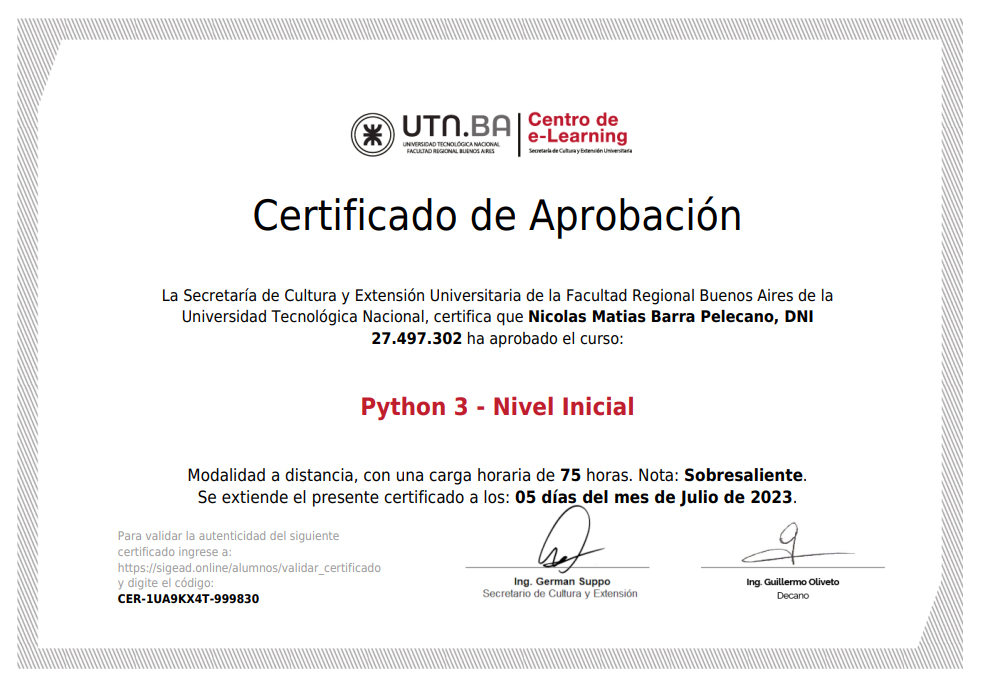 UTN.BA
UNIVERSIDAD TECNOLÓGICA NACIONAL
FACULTAD REGIONAL BUENOS AIRES
Centro de
e-Learning
Secretaría de Cultura y Extensión Universitaria
Certificado de Aprobación
La Secretaría de Cultura y Extensión Universitaria de la Facultad Regional Buenos Aires de la
Universidad Tecnológica Nacional, certifica que Nicolas Matias Barra Pelecano, DNI
27.497.302 ha aprobado el curso:
Python 3 - Nivel Inicial
Modalidad a distancia, con una carga horaria de 75 horas. Nota: Sobresaliente.
Se extiende el presente certificado a los: 05 días del mes de Julio de 2023.
Para validar la autenticidad del siguiente
certificado ingrese a:
https://sigead.online/alumnos/validar_certificado
y digite el código:
CER-1UA9KX4T-999830
Ing. German Suppo
Secretario de Cultura y Extensión
Ing. Guillermo Oliveto
Decano